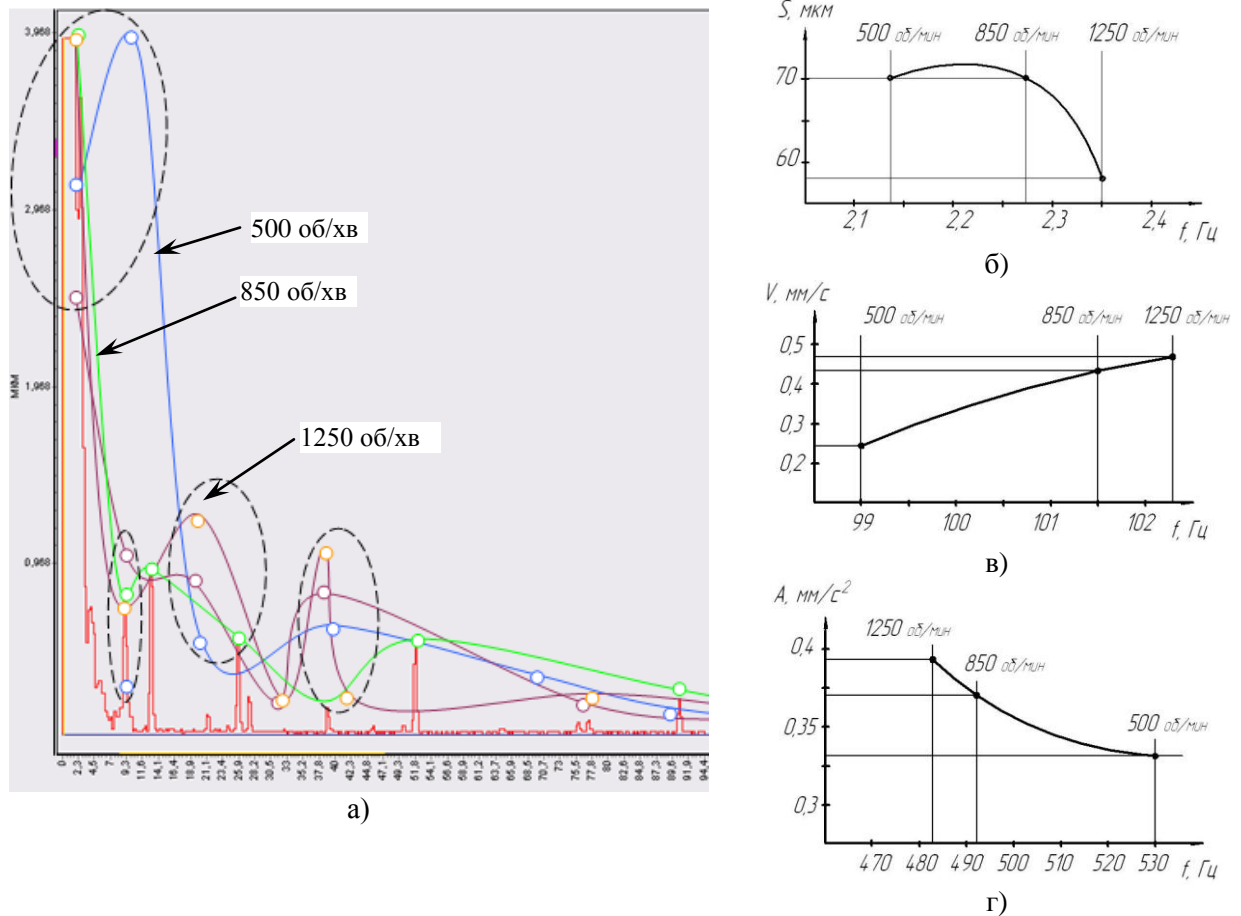 3,968
2,968
1,968
0,968
мкм
500 об/хв
850 об/хв
1250 об/хв
0 2,3 4,5 7 9,3 11,6 14,1 16,4 18,9 21,1 23,4 25,9 28,2 30,5 33 35,2 37,8 40 42,3 44,8 47,1 49,3 51,8 54,1 56,4 58,9 61,2 63,7 65,9 68,2 70,7 73 75,5 77,8 80 82,6 84,8 87,3 89,6 91,9 94,4
а)
S, мкм
500 об/мин 850 об/мин 1250 об/мин
70
60
2,1 2,2 2,3 2,4 f, Гц
б)
V, мм/с
500 об/мин 850 об/мин 1250 об/мин
0,5
0,4
0,3
0,2
99 100 101 102 f, Гц
в)
A, мм/с²
1250 об/мин
0,4
850 об/мин
500 об/мин
0,35
0,3
470 480 490 500 510 520 530 f, Гц
г)